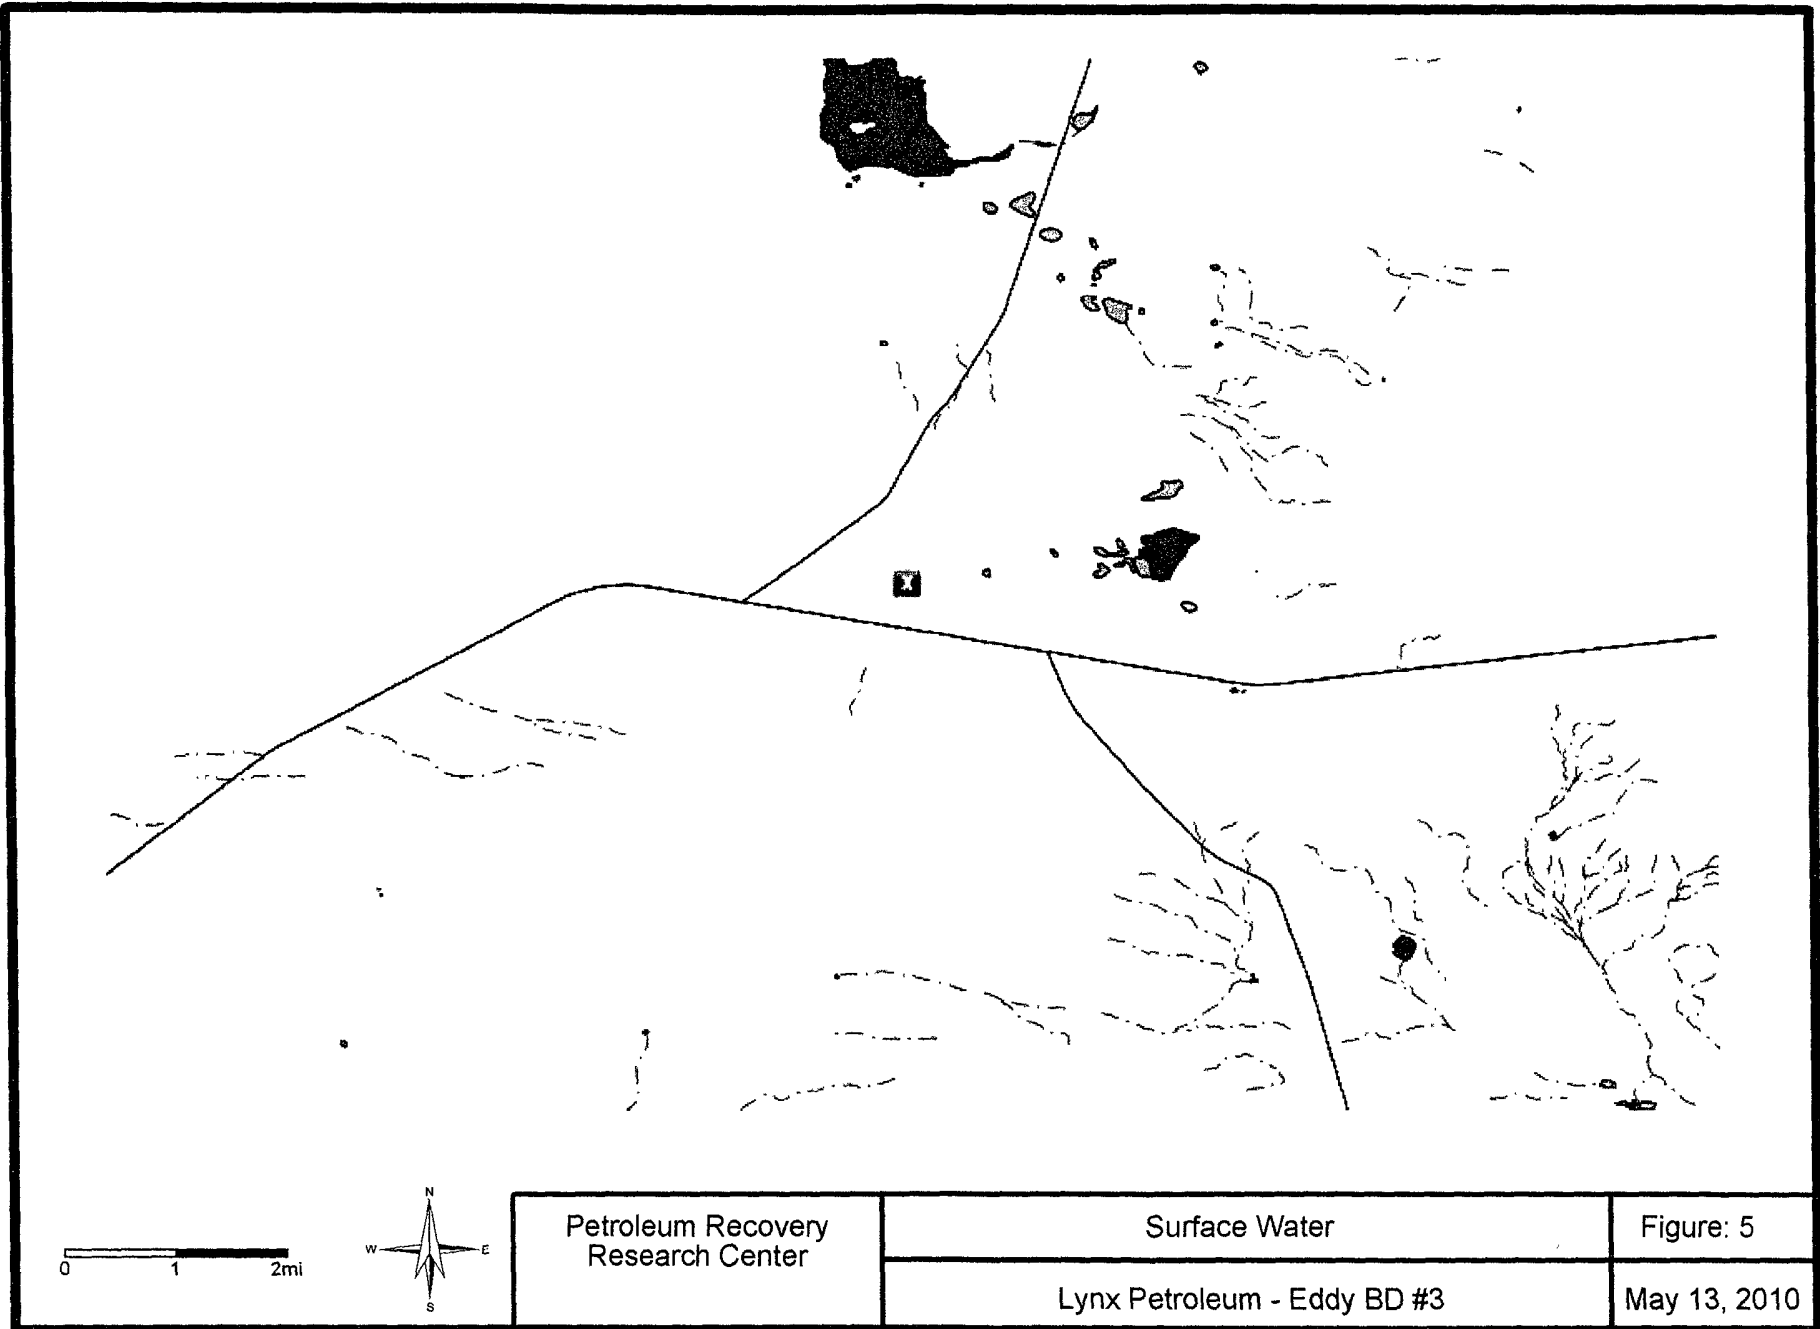 X
N
W E
S
0 1 2mi
Petroleum Recovery
Research Center
Surface Water
Figure: 5
Lynx Petroleum - Eddy BD #3
May 13, 2010